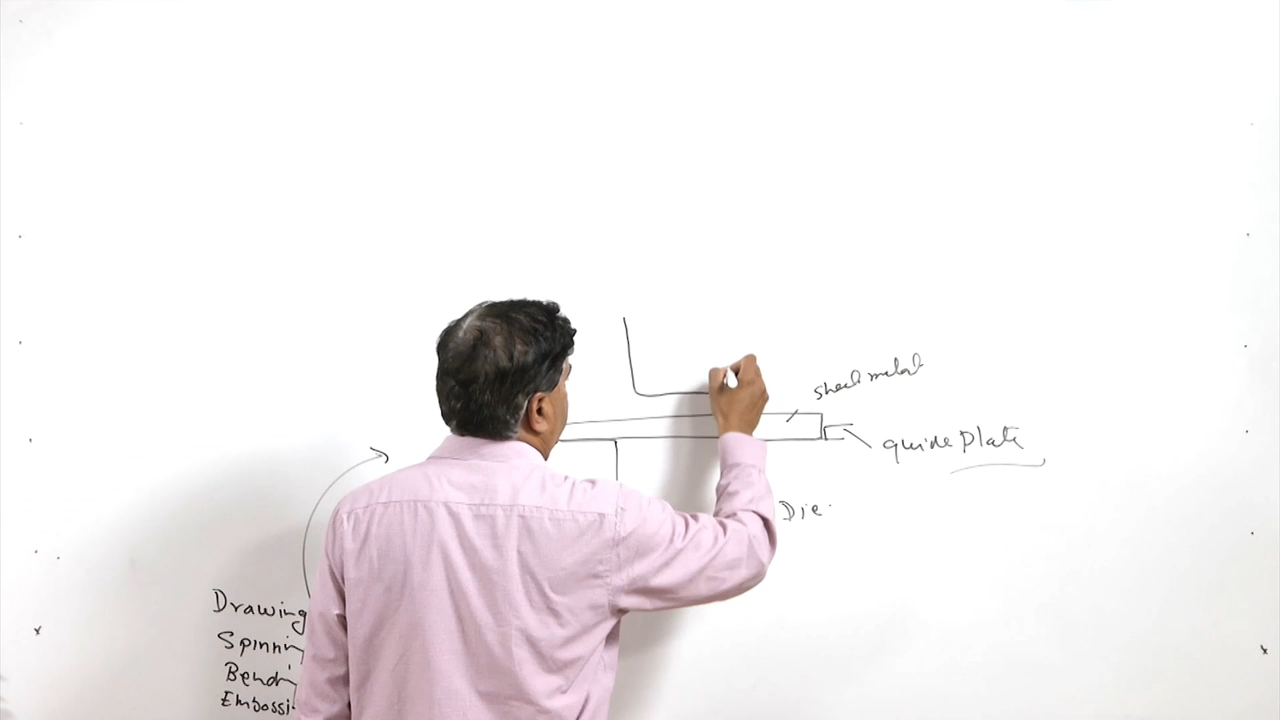 Sheet metal
guide Plate
Die.
Drawing
Spinnin
Bendi
Embossi